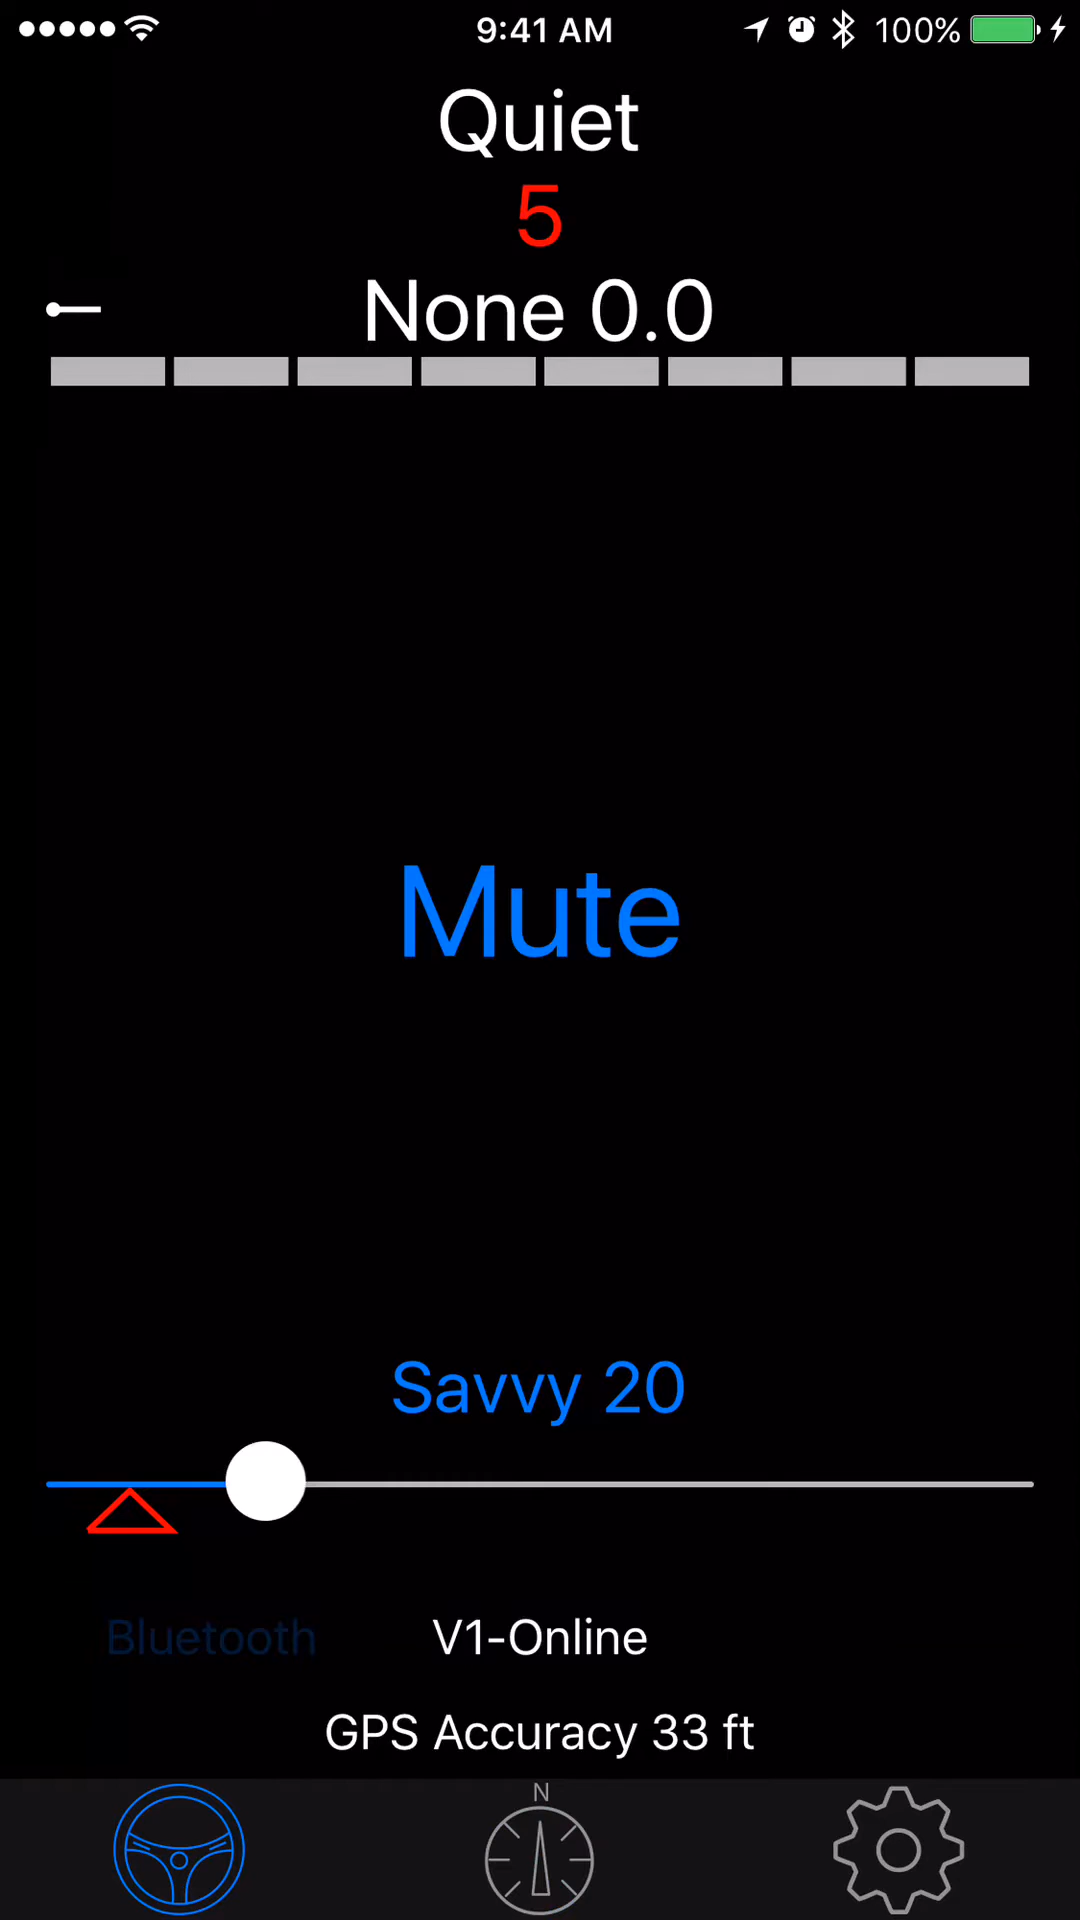 9:41 AM 100%
Quiet
5
None 0.0
Mute
Savvy 20
Bluetooth V1-Online
GPS Accuracy 33 ft
N